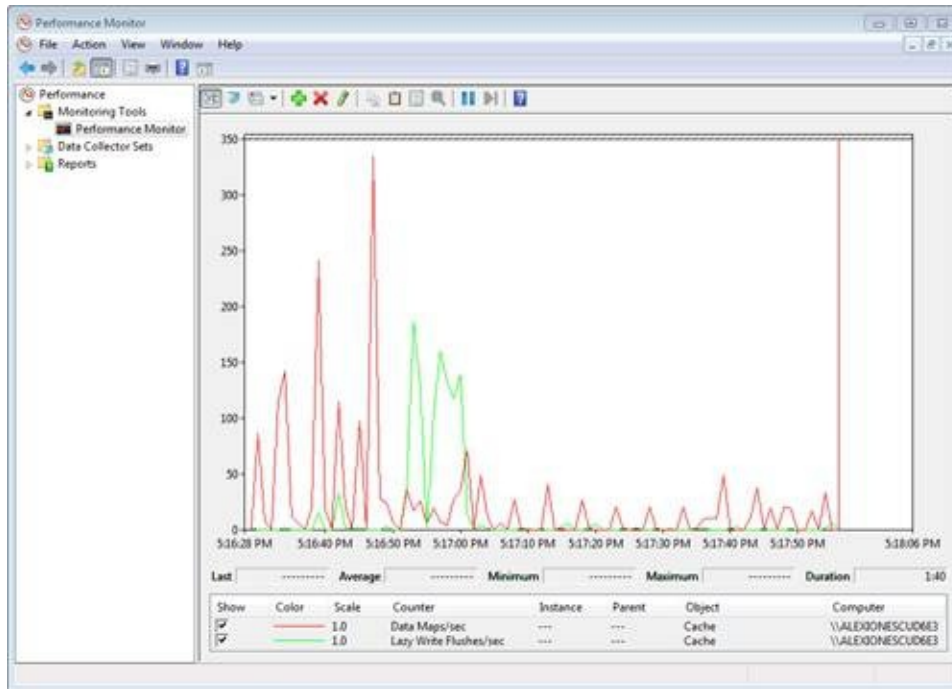 Performance Monitor
File Action View Window Help
Performance
Monitoring Tools
Performance Monitor
Data Collector Sets
Reports
350
300
250
200
150
100
50
0
5:16:28 PM 5:16:40 PM 5:16:50 PM 5:17:00 PM 5:17:10 PM 5:17:20 PM 5:17:30 PM 5:17:40 PM 5:17:50 PM 5:18:06 PM
Last --------- Average --------- Minimum --------- Maximum --------- Duration 1:40
Show Color Scale Counter Instance Parent Object Computer
1.0 Data Maps/sec --- --- Cache \\ALEXIONESCUD6E3
1.0 Lazy Write Flushes/sec --- --- Cache \\ALEXIONESCUD6E3